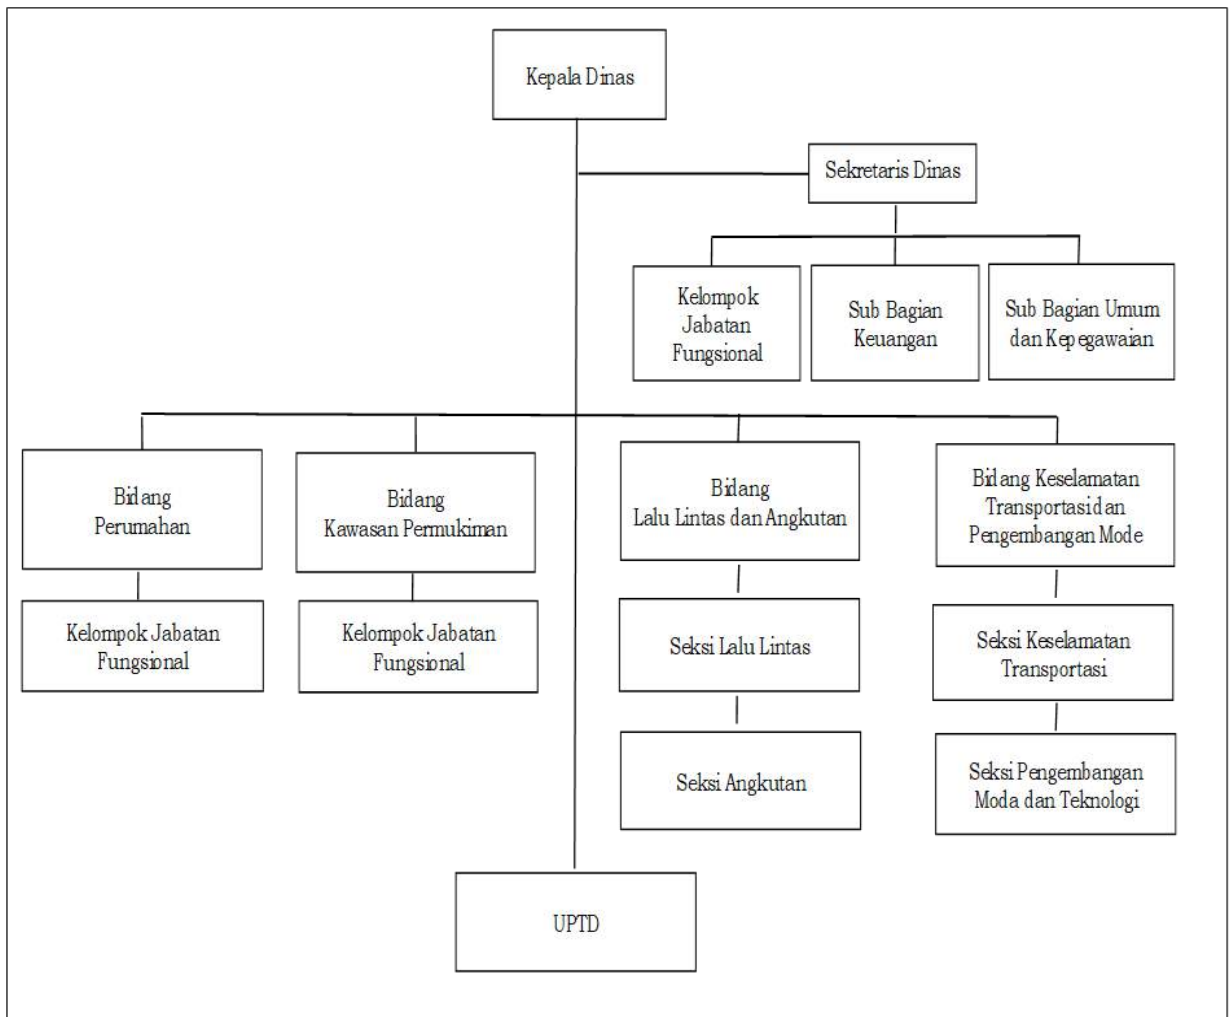 Kepala Dinas
Sekretaris Dinas
Kelompok
Jabatan
Fungsional
Sub Bagian
Keuangan
Sub Bagian Umum
dan Kepegawaian
Bidang
Perumahan
Bidang
Kawasan Permukiman
Bidang
Lalu Lintas dan Angkutan
Bidang Keselamatan
Transportasi dan
Pengembangan Mode
Kelompok Jabatan
Fungsional
Kelompok Jabatan
Fungsional
Seksi Lalu Lintas
Seksi Keselamatan
Transportasi
Seksi Angkutan
Seksi Pengembangan
Moda dan Teknologi
UPTD